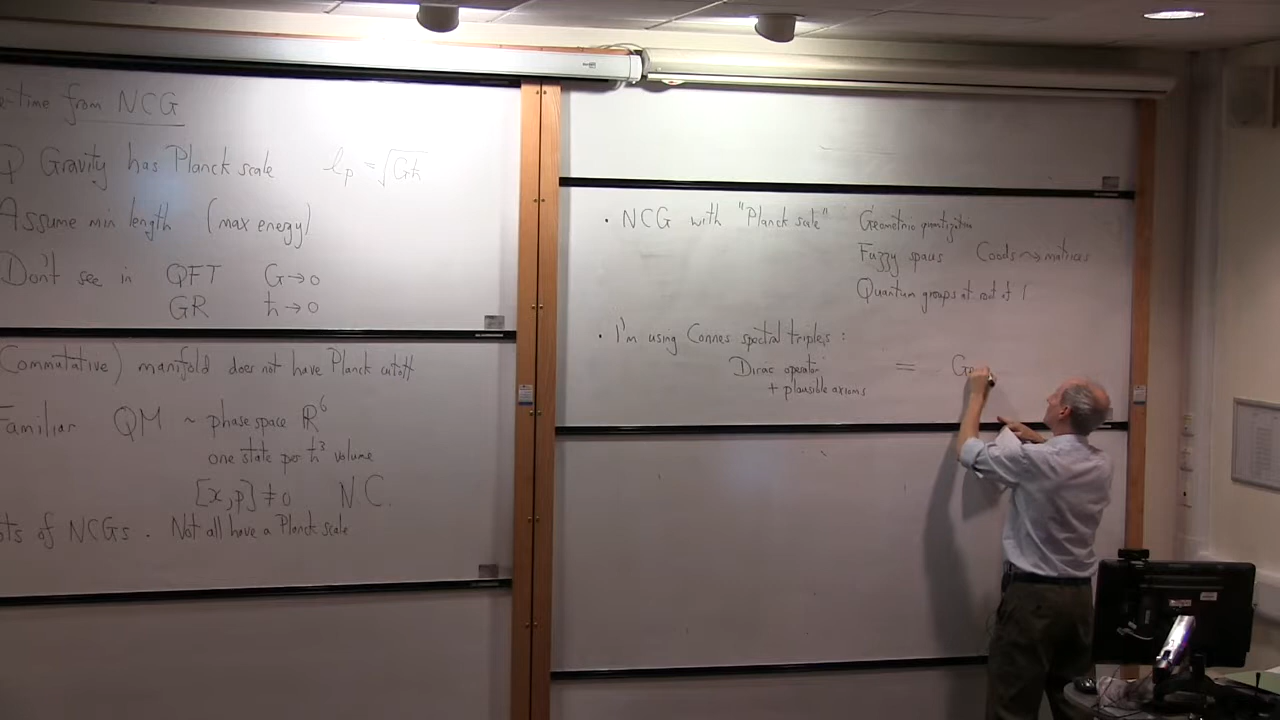 -time from NCG
Q Gravity has Planck scale lp = √Għ
Assume min length (max energy)
Don't see in QFT G→0
GR ħ→0
(Commutative) manifold does not have Planck cutoff
Familiar QM ~ phase space R⁶
one state per ħ³ volume
[x,p] ≠ 0 N.C.
ots of NCGs. Not all have a Planck scale
• NCG with "Planck scale" Geometric quantization
Fuzzy spaces Coods ⇝ matrices
Quantum groups at root of 1
• I'm using Connes spectral triples:
Dirac operator = Ge
+ plausible axioms